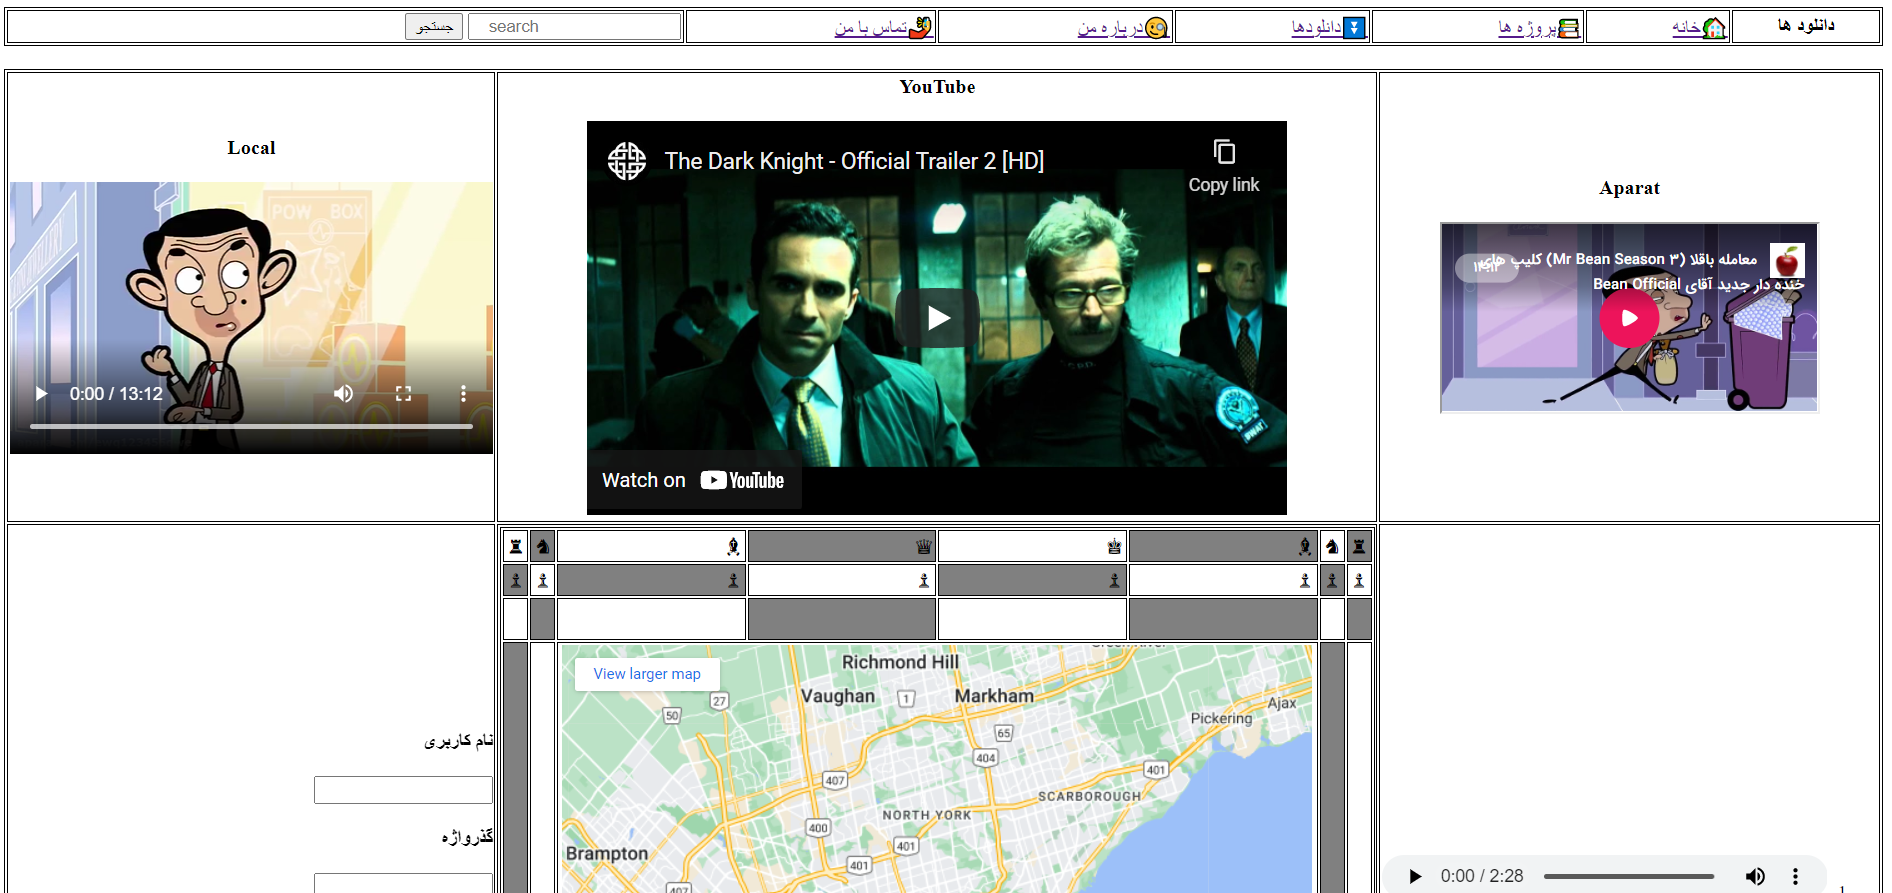 دانلود ها
خانه
پروژه ها
دانلودها
درباره من
تماس با من
search
جستجو
Aparat
معامله باقلا (Mr Bean Season ۳) کلیپ های
خنده دار جدید آقای Bean Official
YouTube
The Dark Knight - Official Trailer 2 [HD]
Copy link
Watch on YouTube
Local
POW BOX
0:00 / 13:12
View larger map
Richmond Hill
Vaughan
Markham
Ajax
Pickering
1
27
50
65
404
407
401
SCARBOROUGH
NORTH YORK
400
401
Brampton
401
407
0:00 / 2:28
نام کاربری
گذرواژه